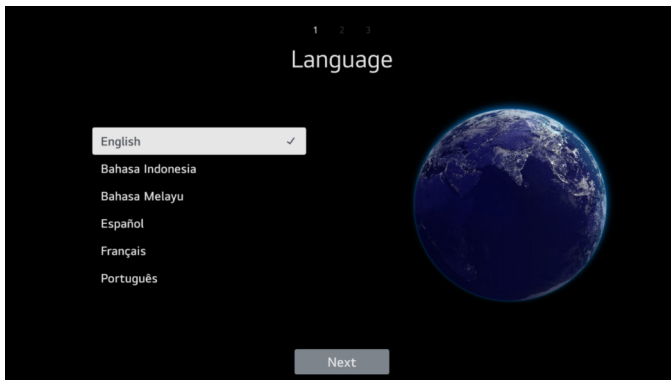 1 2 3
Language
English
Bahasa Indonesia
Bahasa Melayu
Español
Français
Português
Next